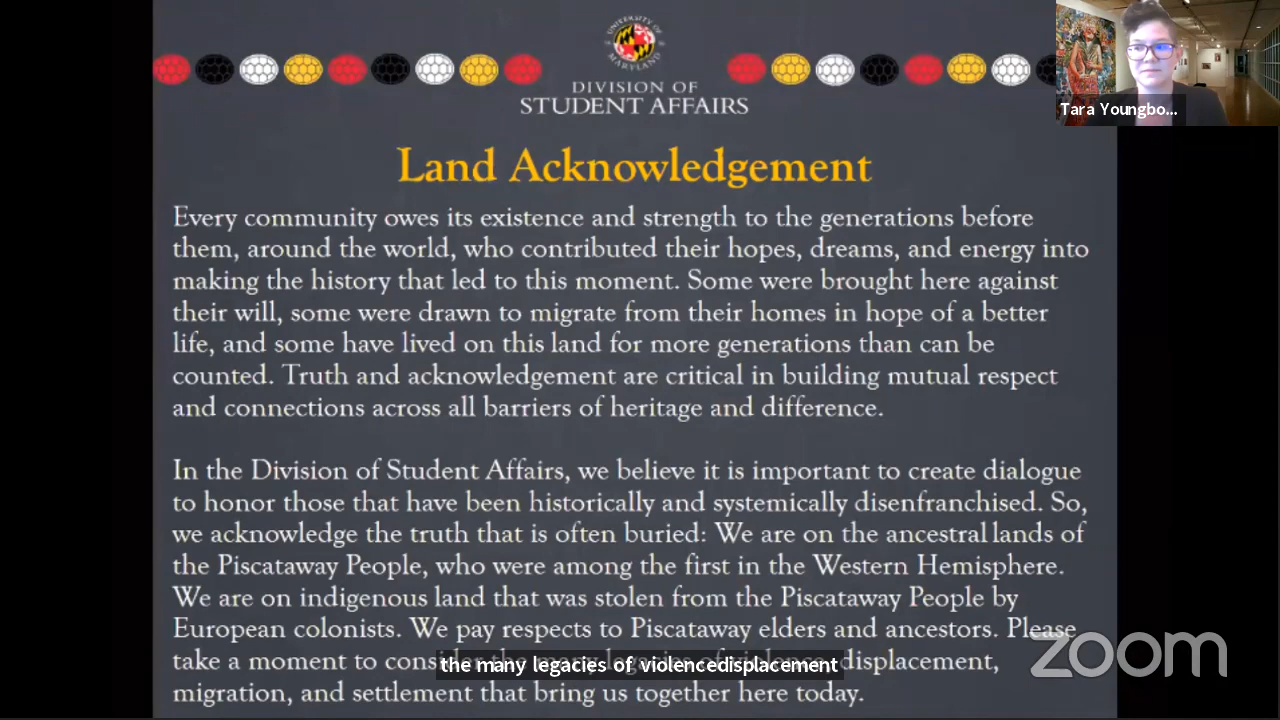 UNIVERSITY OF
MARYLAND
DIVISION OF
STUDENT AFFAIRS
Tara Youngbo...
Land Acknowledgement
Every community owes its existence and strength to the generations before
them, around the world, who contributed their hopes, dreams, and energy into
making the history that led to this moment. Some were brought here against
their will, some were drawn to migrate from their homes in hope of a better
life, and some have lived on this land for more generations than can be
counted. Truth and acknowledgement are critical in building mutual respect
and connections across all barriers of heritage and difference.
In the Division of Student Affairs, we believe it is important to create dialogue
to honor those that have been historically and systemically disenfranchised. So,
we acknowledge the truth that is often buried: We are on the ancestral lands of
the Piscataway People, who were among the first in the Western Hemisphere.
We are on indigenous land that was stolen from the Piscataway People by
European colonists. We pay respects to Piscataway elders and ancestors. Please
take a moment to consider displacement,
the many legacies of violencedisplacement
migration, and settlement that bring us together here today.
zoom